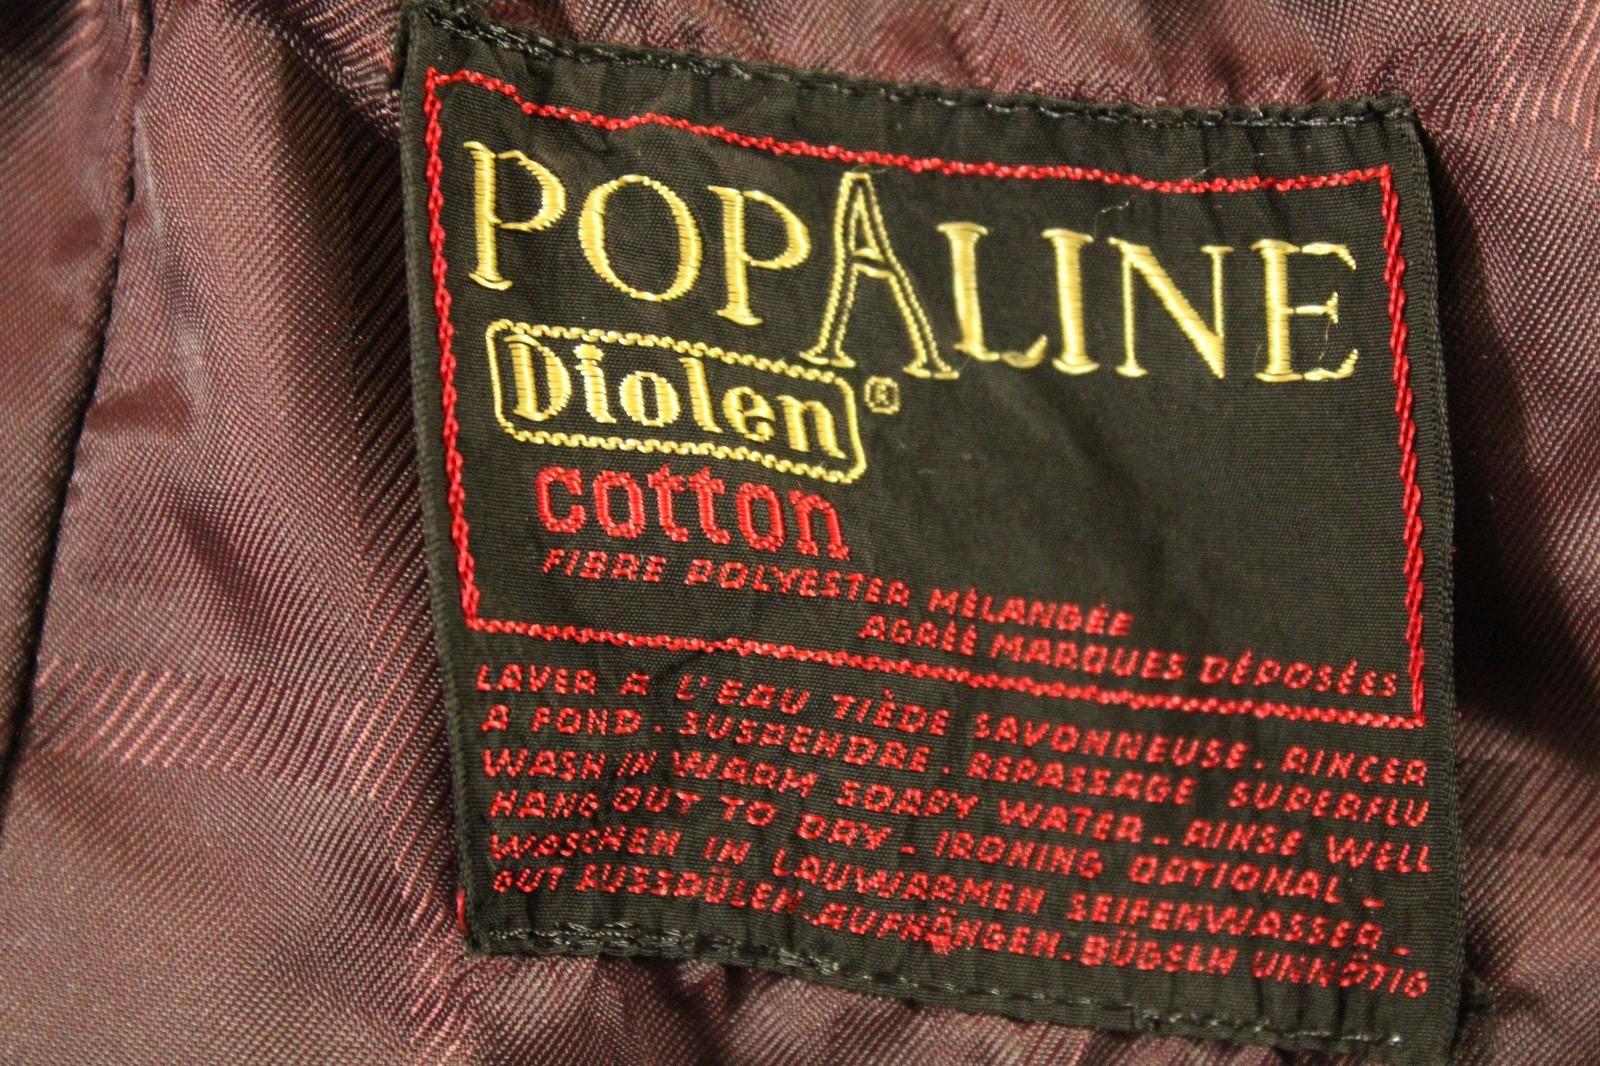 POPALINE
Diolen®
cotton
FIBRE POLYESTER MÈLANDÉE
AGRÈÈ MARQUES DÉPOSÉES
LAVER A L'EAU TIÈDE SAVONNEUSE. RINCER
A FOND. SUSPENDRE. REPASSAGE SUPERFLU
WASH IN WARM SOAPY WATER - RINSE WELL
HANG OUT TO DRY - IRONING OPTIONAL -
WASCHEN IN LAUWARMEN SEIFENWASSER -
GUT AUSSPÜLEN. AUFHÄNGEN. BÜGELN UNNÖTIG